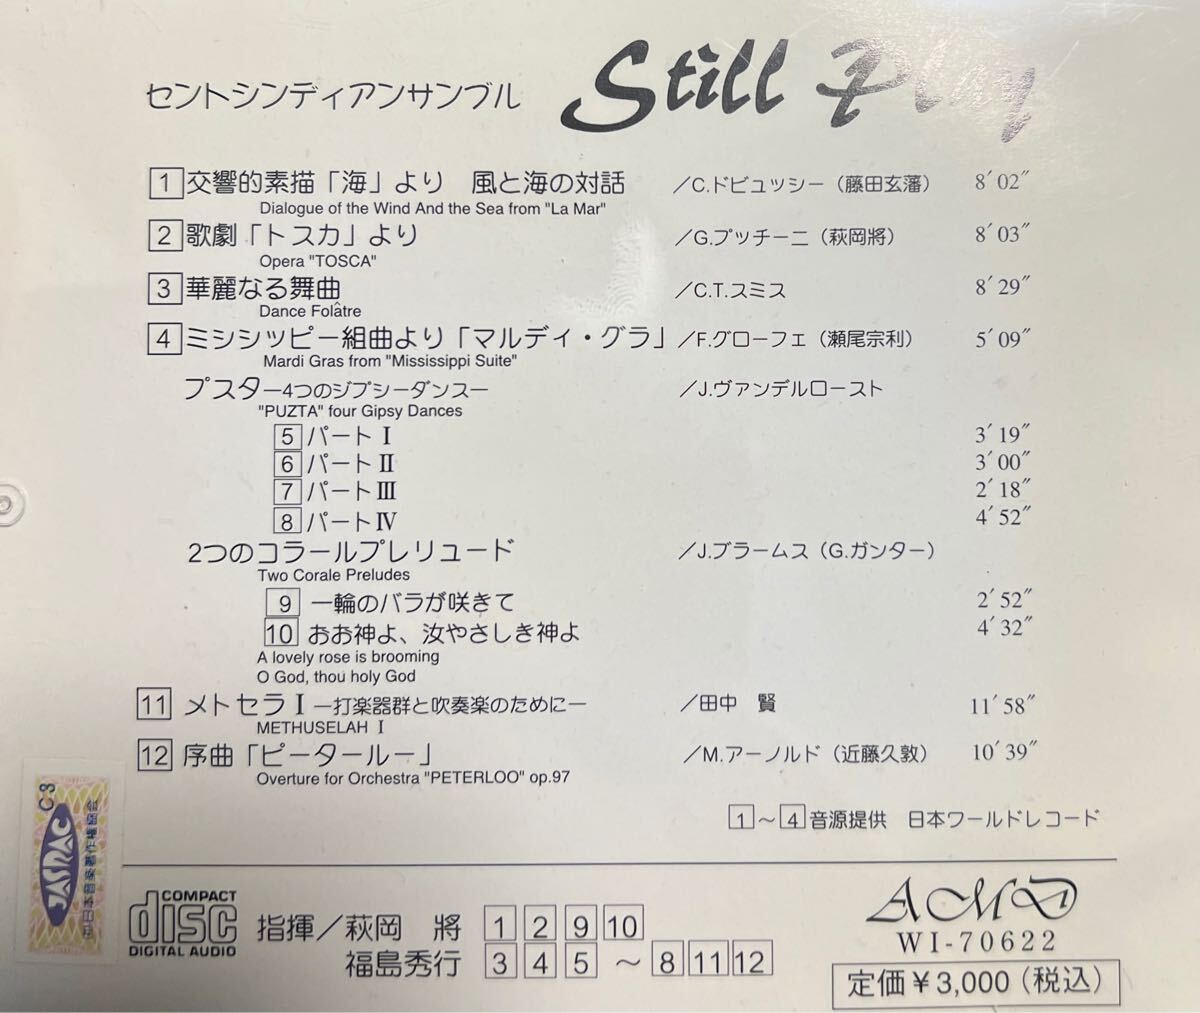 セントシンディアンサンブル Still Play
1 交響的素描「海」より 風と海の対話 ／C.ドビュッシー（藤田玄藩） 8′02″
Dialogue of the Wind And the Sea from "La Mar"
2 歌劇「トスカ」より ／G.プッチーニ（萩岡將） 8′03″
Opera "TOSCA"
3 華麗なる舞曲 ／C.T.スミス 8′29″
Dance Folâtre
4 ミシシッピー組曲より「マルディ・グラ」 ／F.グローフェ（瀬尾宗利） 5′09″
Mardi Gras from "Mississippi Suite"
プスター4つのジプシーダンスー ／J.ヴァンデルロースト
"PUZTA" four Gipsy Dances
5 パートⅠ 3′19″
6 パートⅡ 3′00″
7 パートⅢ 2′18″
8 パートⅣ 4′52″
2つのコラールプレリュード ／J.ブラームス（G.ガンター）
Two Corale Preludes
9 一輪のバラが咲きて 2′52″
10 おお神よ、汝やさしき神よ 4′32″
A lovely rose is brooming
O God, thou holy God
11 メトセラⅠ―打楽器群と吹奏楽のために― ／田中 賢 11′58″
METHUSELAH Ⅰ
12 序曲「ピータールー」 ／M.アーノルド（近藤久敦） 10′39″
Overture for Orchestra "PETERLOO" op.97
1～4音源提供 日本ワールドレコード
C3
JASRAC
日本音楽著作権協会
COMPACT
disc
DIGITAL AUDIO
指揮／萩岡 將 1 2 9 10
福島秀行 3 4 5 ～ 8 11 12
AMD
WI-70622
定価￥3,000（税込）